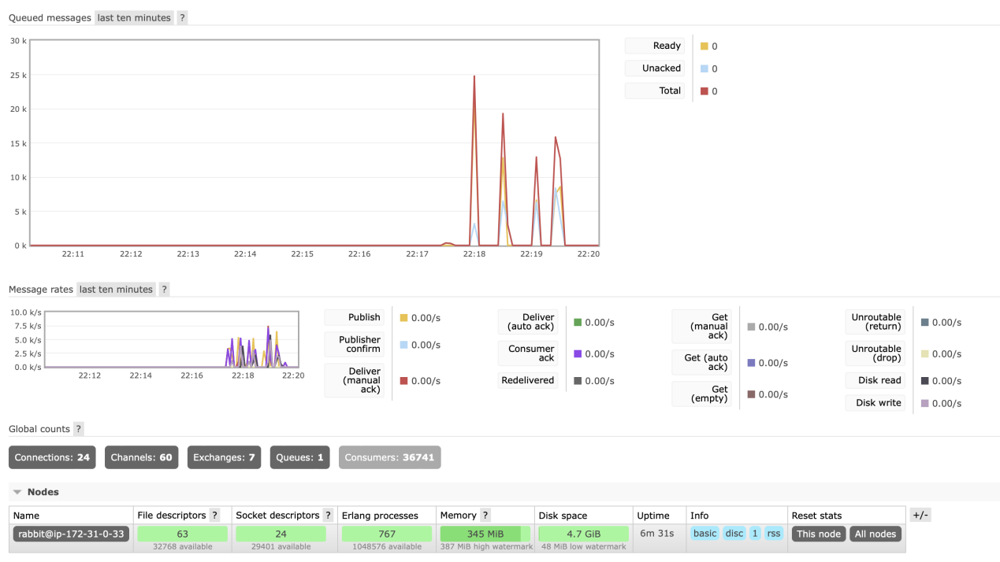 Queued messages last ten minutes ?
30 k
25 k
20 k
15 k
10 k
5 k
0 k
22:11 22:12 22:13 22:14 22:15 22:16 22:17 22:18 22:19 22:20
Ready 0
Unacked 0
Total 0
Message rates last ten minutes ?
10.0 k/s
7.5 k/s
5.0 k/s
2.5 k/s
0.0 k/s
22:12 22:14 22:16 22:18 22:20
Publish 0.00/s
Publisher
confirm 0.00/s
Deliver
(manual
ack) 0.00/s
Deliver
(auto ack) 0.00/s
Consumer
ack 0.00/s
Redelivered 0.00/s
Get
(manual
ack) 0.00/s
Get (auto
ack) 0.00/s
Get
(empty) 0.00/s
Unroutable
(return) 0.00/s
Unroutable
(drop) 0.00/s
Disk read 0.00/s
Disk write 0.00/s
Global counts ?
Connections: 24 Channels: 60 Exchanges: 7 Queues: 1 Consumers: 36741
Nodes
Name File descriptors ? Socket descriptors ? Erlang processes Memory ? Disk space Uptime Info Reset stats +/-
rabbit@ip-172-31-0-33 63 24 767 345 MiB 4.7 GiB 6m 31s basic disc 1 rss This node All nodes
32768 available 29401 available 1048576 available 387 MiB high watermark 48 MiB low watermark